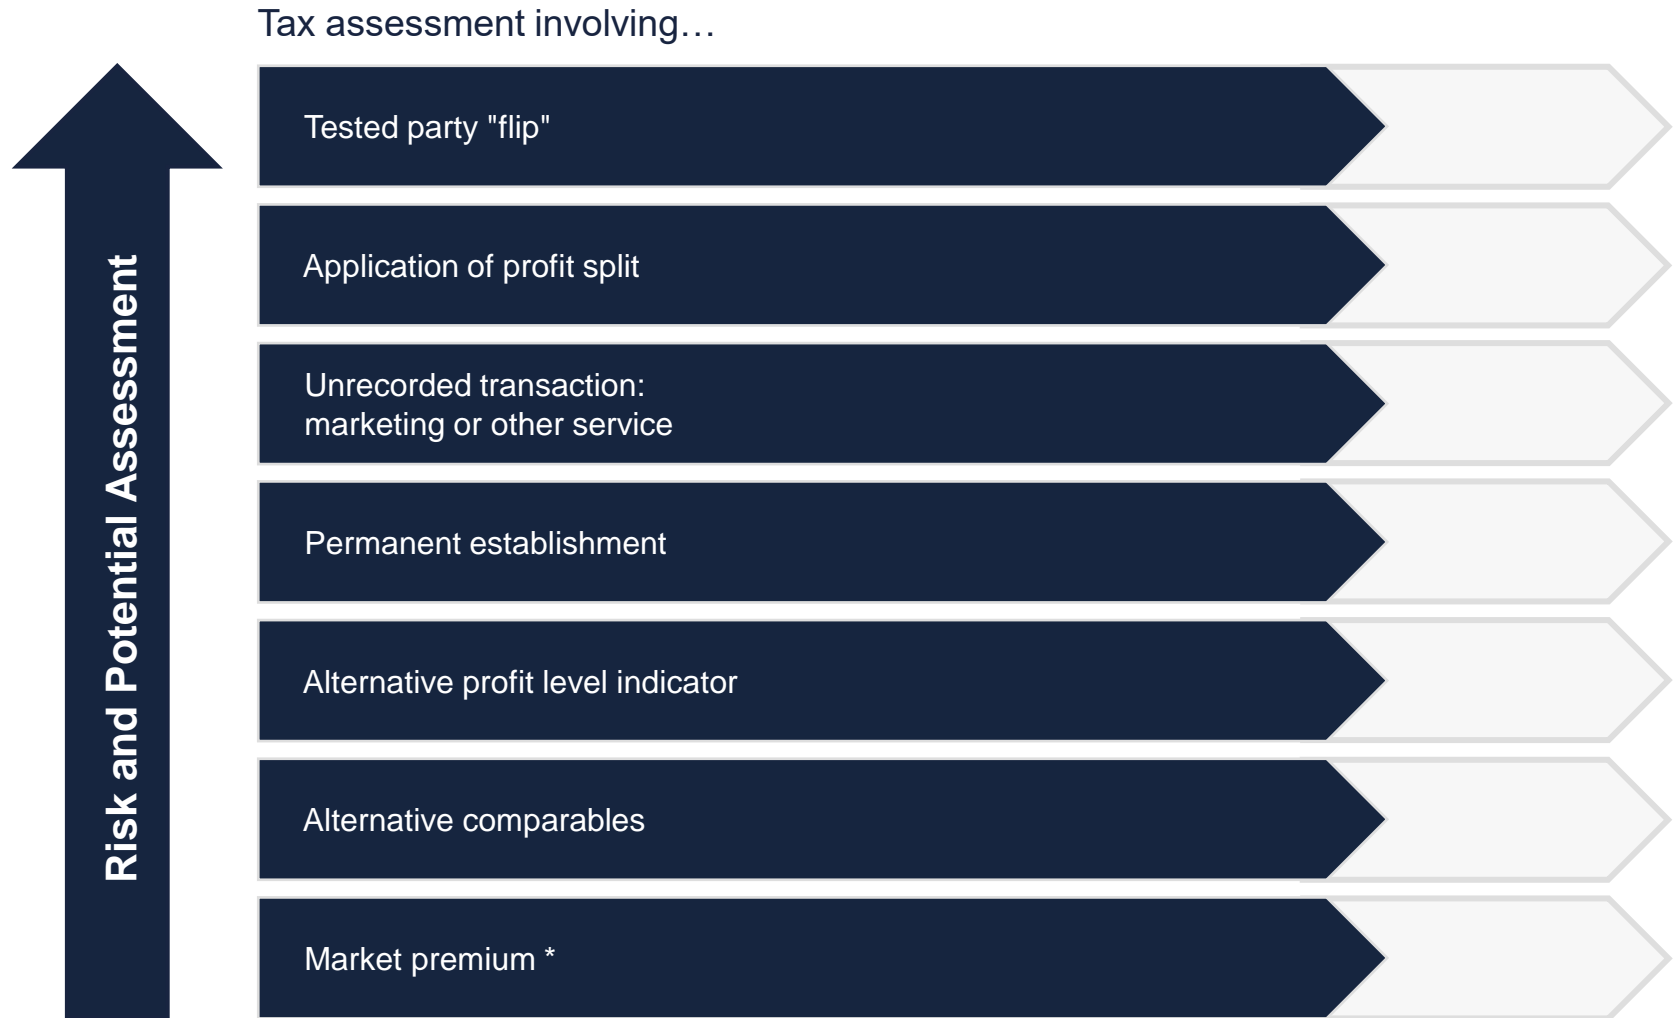 Tax assessment involving…
Risk and Potential Assessment
Tested party "flip"
Application of profit split
Unrecorded transaction:
marketing or other service
Permanent establishment
Alternative profit level indicator
Alternative comparables
Market premium *